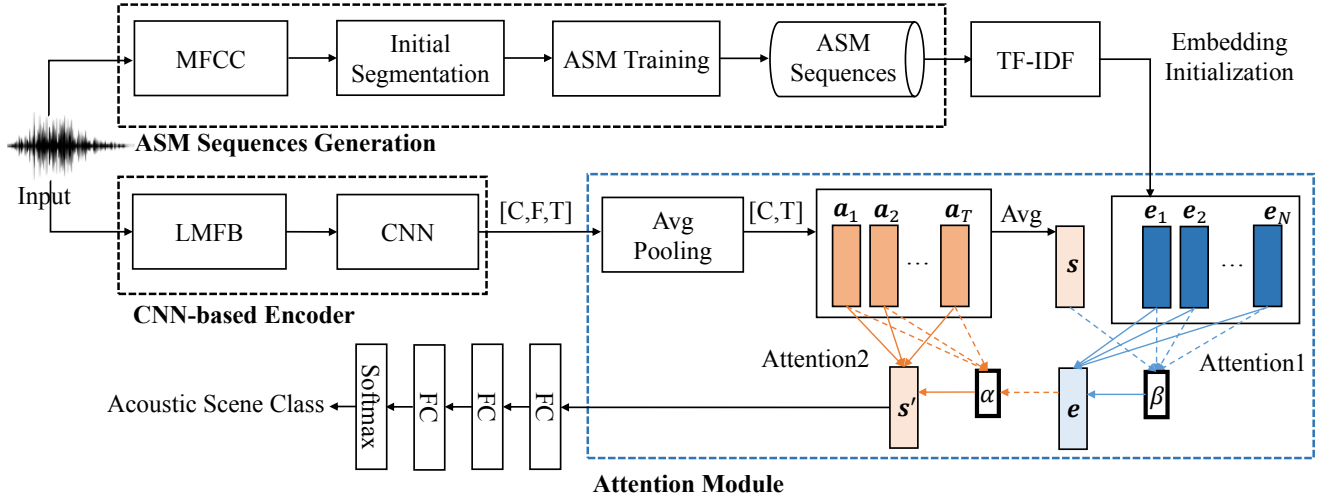 MFCC
Initial
Segmentation
ASM Training
ASM
Sequences
TF-IDF
Embedding
Initialization
ASM Sequences Generation
Input
LMFB
CNN
[C,F,T]
Avg
Pooling
[C,T]
a1 a2 ... aT
Avg
s
e1 e2 ... eN
CNN-based Encoder
Attention2
Attention1
Acoustic Scene Class
Softmax
FC
FC
FC
s′
α
e
β
Attention Module